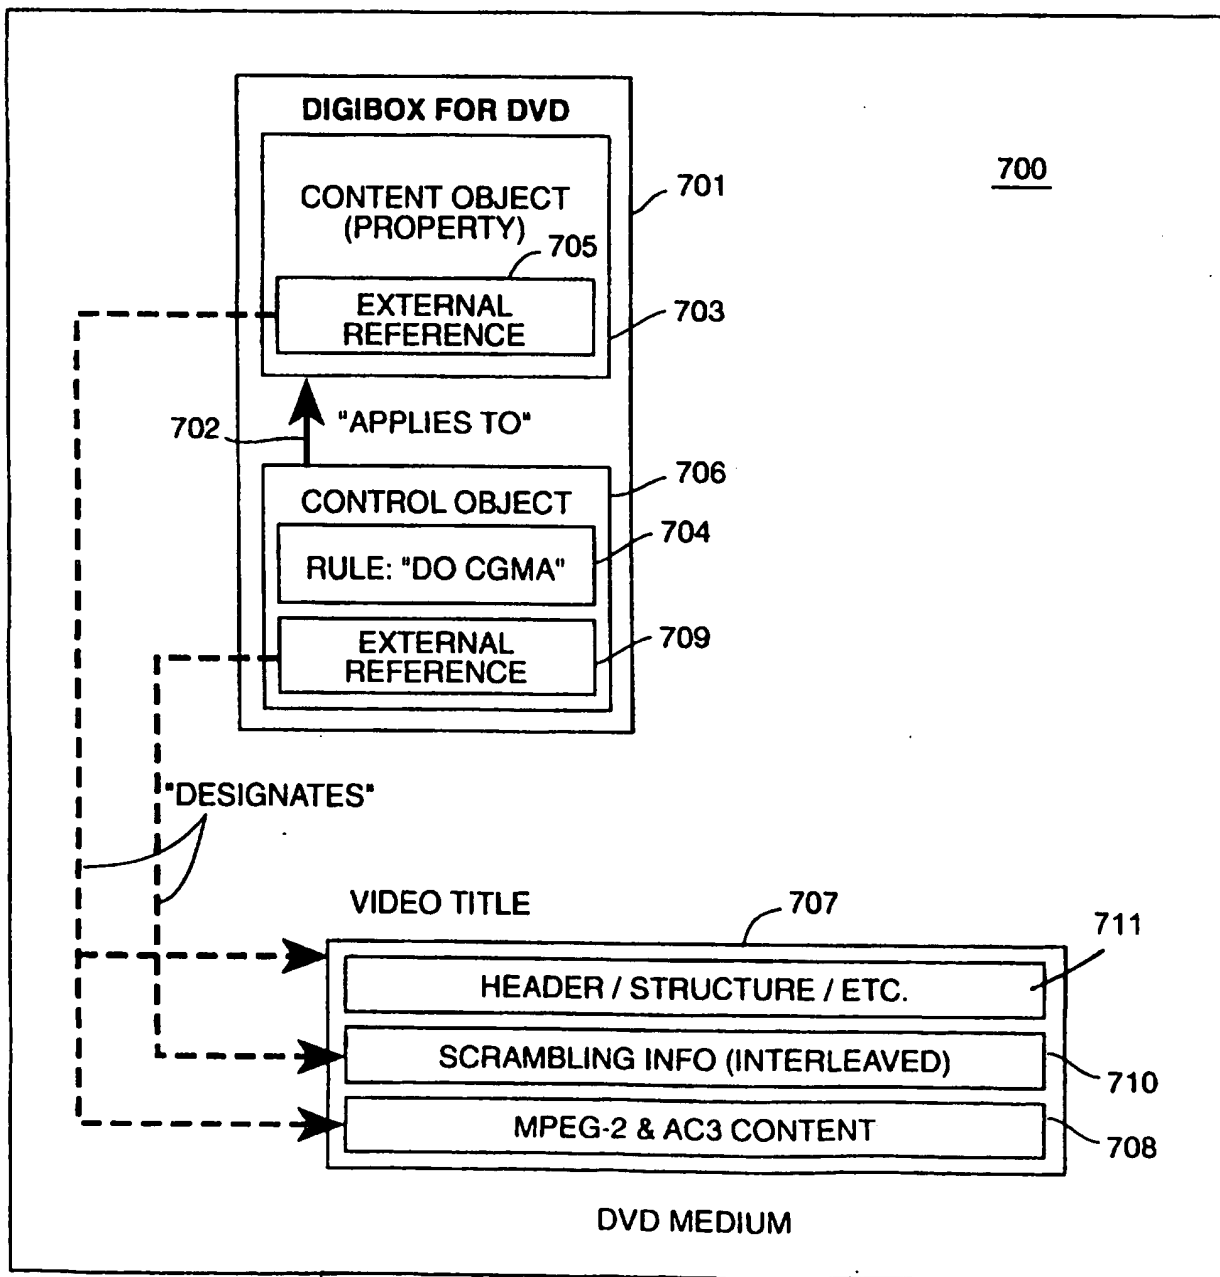 DIGIBOX FOR DVD
700
701
CONTENT OBJECT
(PROPERTY)
705
EXTERNAL
REFERENCE
703
702
"APPLIES TO"
706
CONTROL OBJECT
704
RULE: "DO CGMA"
709
EXTERNAL
REFERENCE
"DESIGNATES"
VIDEO TITLE
707
711
HEADER / STRUCTURE / ETC.
SCRAMBLING INFO (INTERLEAVED)
710
MPEG-2 & AC3 CONTENT
708
DVD MEDIUM